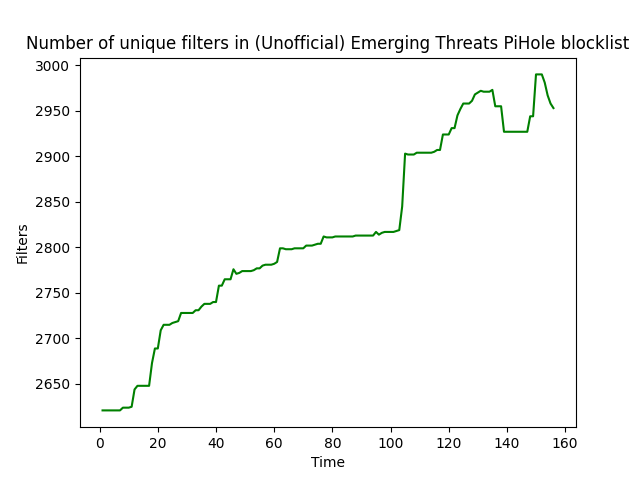 Number of unique filters in (Unofficial) Emerging Threats PiHole blocklist
3000
2950
2900
2850
2800
2750
2700
2650
Filters
0 20 40 60 80 100 120 140 160
Time